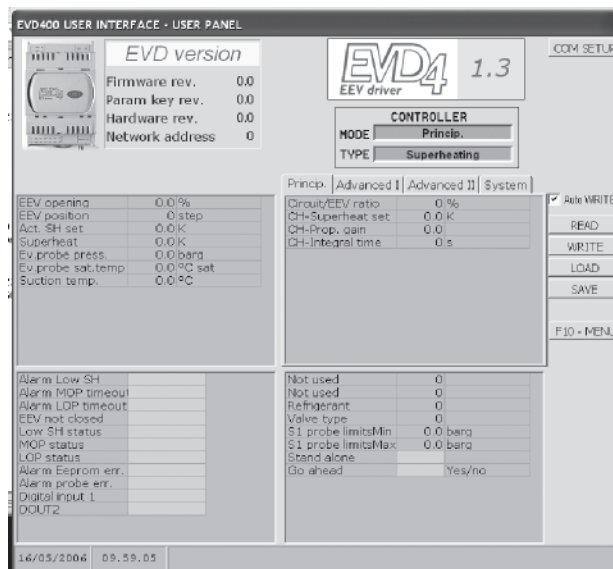 EVD400 USER INTERFACE - USER PANEL
EVD version
Firmware rev. 0.0
Param key rev. 0.0
Hardware rev. 0.0
Network address 0
EVD4 1.3
EEV driver
CONTROLLER
MODE Princip.
TYPE Superheating
COM SETUP
Princip. Advanced I Advanced II System
EEV opening 0.0 %
EEV position 0 step
Act. SH set 0.0 K
Superheat 0.0 K
Ev.probe press. 0.0 barg
Ev.probe sat.temp 0.0 °C sat
Suction temp. 0.0 °C
Circuit/EEV ratio 0 %
CH-Superheat set 0.0 K
CH-Prop. gain 0.0
CH-Integral time 0 s
Auto WRITE
READ
WRITE
LOAD
SAVE
F10 - MENU
Alarm Low SH
Alarm MOP timeout
Alarm LOP timeout
EEV not closed
Low SH status
MOP status
LOP status
Alarm Eeprom err.
Alarm probe err.
Digital input 1
DOUT2
Not used 0
Not used 0
Refrigerant 0
Valve type 0
S1 probe limitsMin 0.0 barg
S1 probe limitsMax 0.0 barg
Stand alone
Go ahead Yes/no
16/05/2006 09.59.05